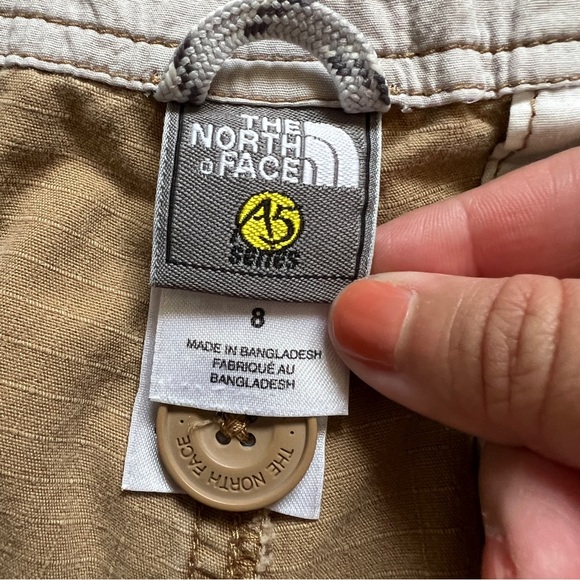 THE
NORTH
FACE
A5
series
8
MADE IN BANGLADESH
FABRIQUÉ AU
BANGLADESH
THE NORTH FACE